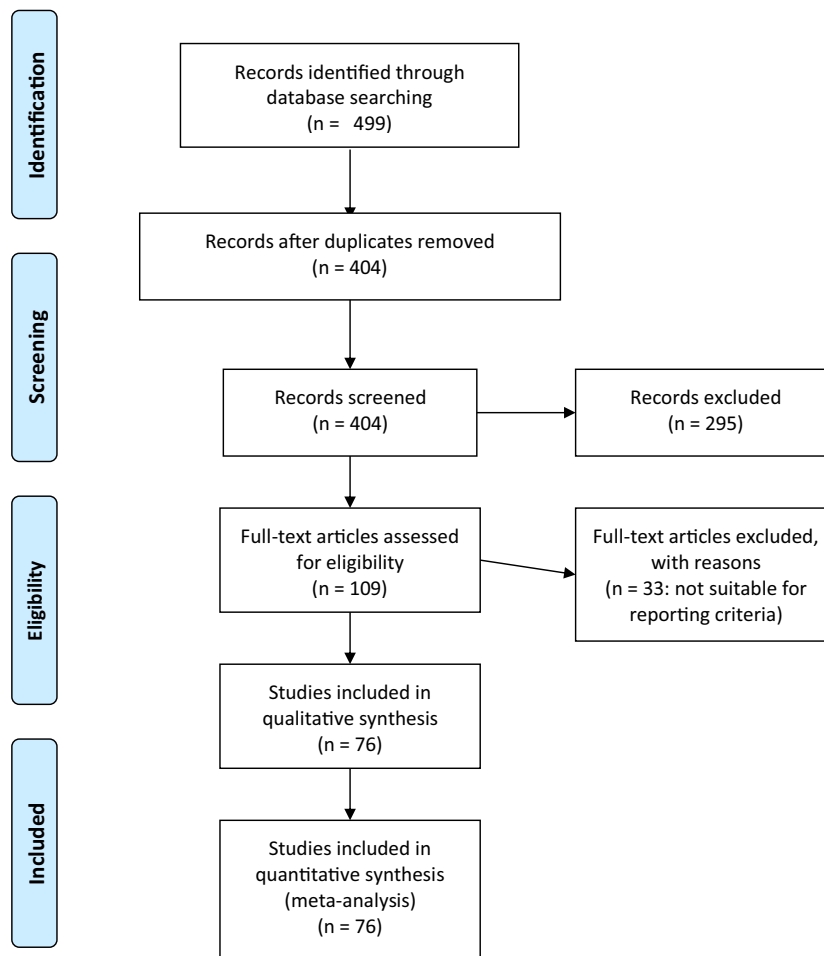 Identification
Records identified through
database searching
(n = 499)
Records after duplicates removed
(n = 404)
Screening
Records screened
(n = 404)
Records excluded
(n = 295)
Eligibility
Full-text articles assessed
for eligibility
(n = 109)
Full-text articles excluded,
with reasons
(n = 33: not suitable for
reporting criteria)
Studies included in
qualitative synthesis
(n = 76)
Included
Studies included in
quantitative synthesis
(meta-analysis)
(n = 76)